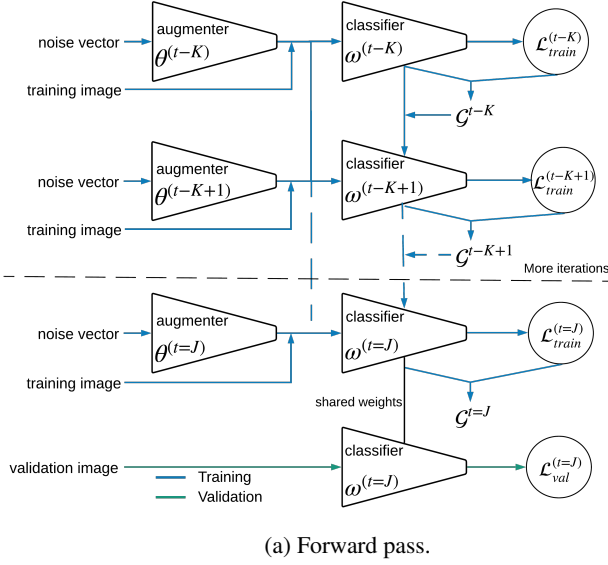 noise vector
augmenter
θ^(t−K)
classifier
ω^(t−K)
𝓛_train^(t−K)
training image
𝒢^t−K
noise vector
augmenter
θ^(t−K+1)
classifier
ω^(t−K+1)
𝓛_train^(t−K+1)
training image
𝒢^t−K+1
More iterations
noise vector
augmenter
θ^(t=J)
classifier
ω^(t=J)
𝓛_train^(t=J)
training image
shared weights
𝒢^t=J
validation image
classifier
ω^(t=J)
𝓛_val^(t=J)
Training
Validation
(a) Forward pass.